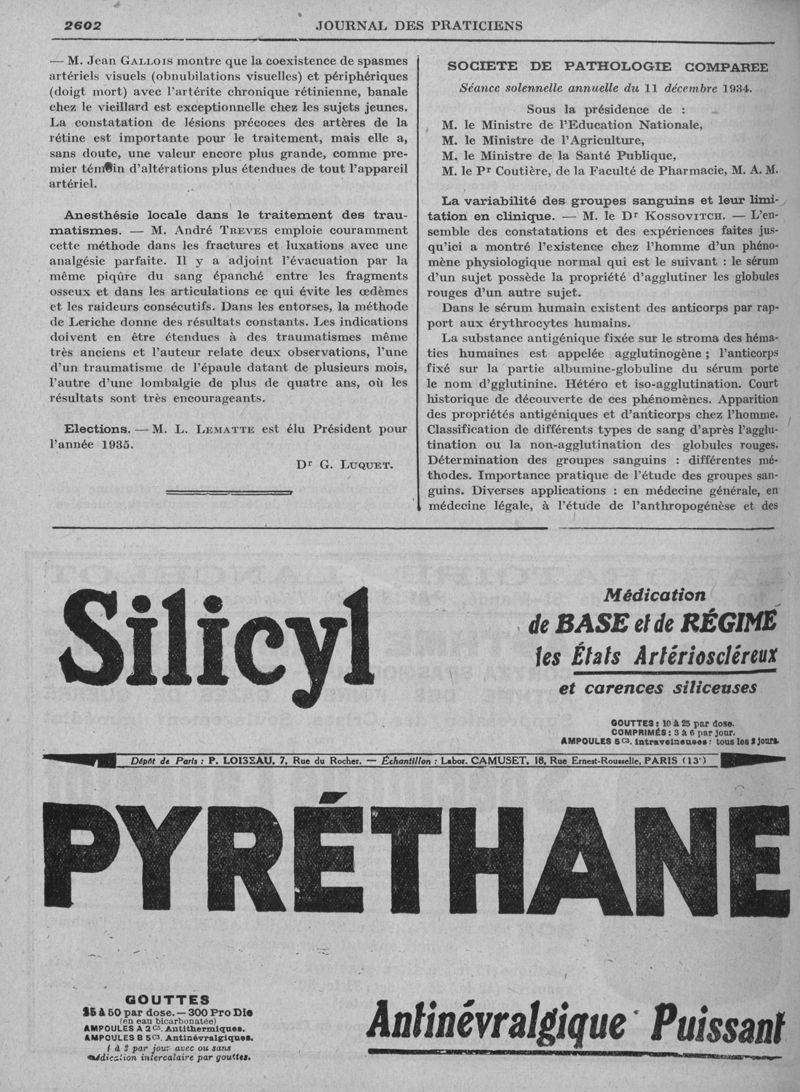 2602
JOURNAL DES PRATICIENS
— M. Jean GALLOIS montre que la coexistence de spasmes
artériels visuels (obnubilations visuelles) et périphériques
(doigt mort) avec l'artérite chronique rétinienne, banale
chez le vieillard est exceptionnelle chez les sujets jeunes.
La constatation de lésions précoces des artères de la
rétine est importante pour le traitement, mais elle a,
sans doute, une valeur encore plus grande, comme pre-
mier témoin d'altérations plus étendues de tout l'appareil
artériel.
Anesthésie locale dans le traitement des trau-
matismes. — M. André TREVES emploie couramment
cette méthode dans les fractures et luxations avec une
analgésie parfaite. Il y a adjoint l'évacuation par la
même piqûre du sang épanché entre les fragments
osseux et dans les articulations ce qui évite les œdèmes
et les raideurs consécutifs. Dans les entorses, la méthode
de Leriche donne des résultats constants. Les indications
doivent en être étendues à des traumatismes même
très anciens et l'auteur relate deux observations, l'une
d'un traumatisme de l'épaule datant de plusieurs mois,
l'autre d'une lombalgie de plus de quatre ans, où les
résultats sont très encourageants.
Elections. — M. L. LEMATTE est élu Président pour
l'année 1935.
Dr G. LUQUET.
SOCIETE DE PATHOLOGIE COMPAREE
Séance solennelle annuelle du 11 décembre 1934.
Sous la présidence de :
M. le Ministre de l'Education Nationale,
M. le Ministre de l'Agriculture,
M. le Ministre de la Santé Publique,
M. le Pr Coutière, de la Faculté de Pharmacie, M. A. M.
La variabilité des groupes sanguins et leur limi-
tation en clinique. — M. le Dr KOSSOVITCH. — L'en-
semble des constatations et des expériences faites jus-
qu'ici a montré l'existence chez l'homme d'un phéno-
mène physiologique normal qui est le suivant : le sérum
d'un sujet possède la propriété d'agglutiner les globules
rouges d'un autre sujet.
Dans le sérum humain existent des anticorps par rap-
port aux érythrocytes humains.
La substance antigénique fixée sur le stroma des héma-
ties humaines est appelée agglutinogène ; l'anticorps
fixé sur la partie albumine-globuline du sérum porte
le nom d'gglutinine. Hétéro et iso-agglutination. Court
historique de découverte de ces phénomènes. Apparition
des propriétés antigéniques et d'anticorps chez l'homme.
Classification de différents types de sang d'après l'agglu-
tination ou la non-agglutination des globules rouges.
Détermination des groupes sanguins : différentes mé-
thodes. Importance pratique de l'étude des groupes san-
guins. Diverses applications : en médecine générale, en
médecine légale, à l'étude de l'anthropogénèse et des
Silicyl
Médication
de BASE et de RÉGIME
les États Artérioscléreux
et carences siliceuses
GOUTTES : 10 à 25 par dose.
COMPRIMÉS : 3 à 6 par jour.
AMPOULES 5 cs. intraveineuses : tous les 2 jours.
Dépôt de Paris : P. LOISEAU, 7, Rue du Rocher. — Échantillon : Labor. CAMUSET, 18, Rue Ernest-Rousselle, PARIS (13e)
PYRÉTHANE
GOUTTES
25 à 50 par dose. — 300 Pro Die
(en eau bicarbonatée)
AMPOULES A 2 cs. Antithermiques.
AMPOULES B 5 cs. Antinévralgiques.
1 à 2 par jour avec ou sans
médication intercalaire par gouttes.
Antinévralgique Puissant